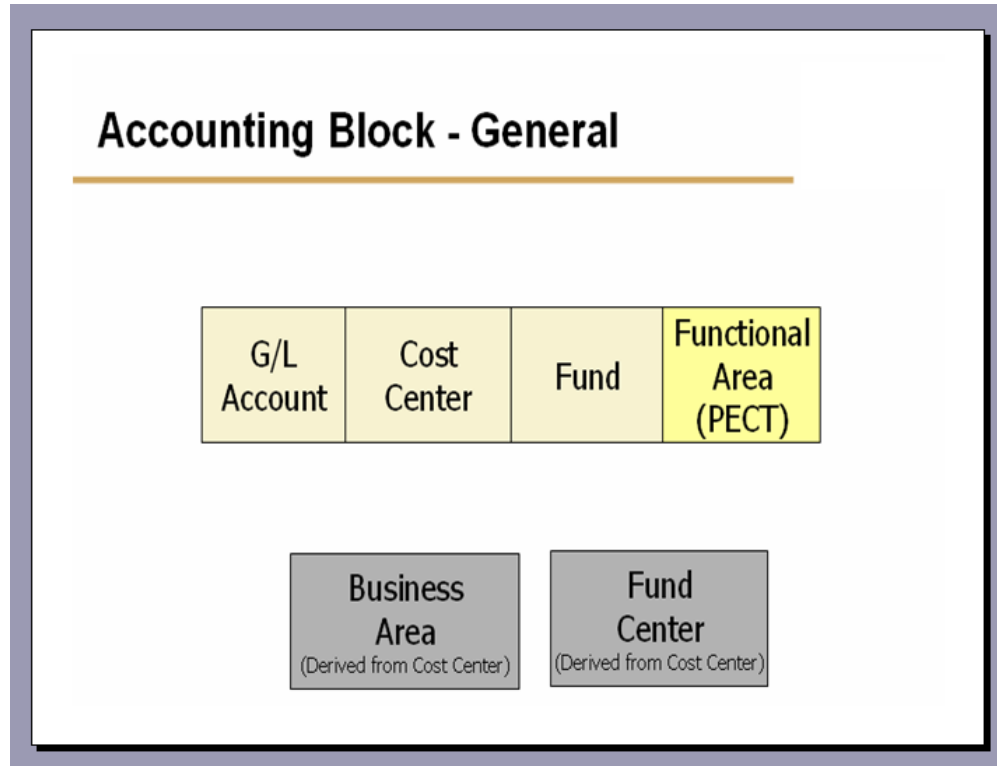 Accounting Block - General
G/L
Account
Cost
Center
Fund
Functional
Area
(PECT)
Business
Area
(Derived from Cost Center)
Fund
Center
(Derived from Cost Center)